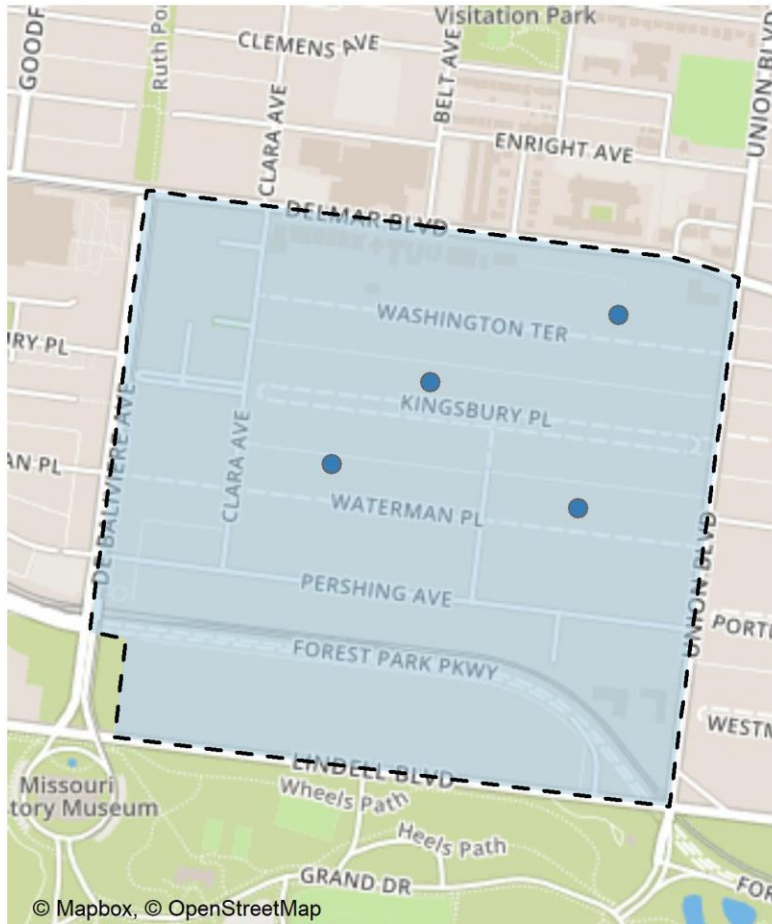 Visitation Park
GOODF
Ruth Por
CLEMENS AVE
BELT AVE
UNION BLVD
CLARA AVE
ENRIGHT AVE
DELMAR BLVD
WASHINGTON TER
JRY PL
KINGSBURY PL
AN PL
DE BALIVIERE AVE
CLARA AVE
WATERMAN PL
UNION BLVD
PERSHING AVE
PORTL
FOREST PARK PKWY
WESTM
LINDELL BLVD
Missouri
tory Museum
Wheels Path
Heels Path
GRAND DR
FOR
© Mapbox, © OpenStreetMap